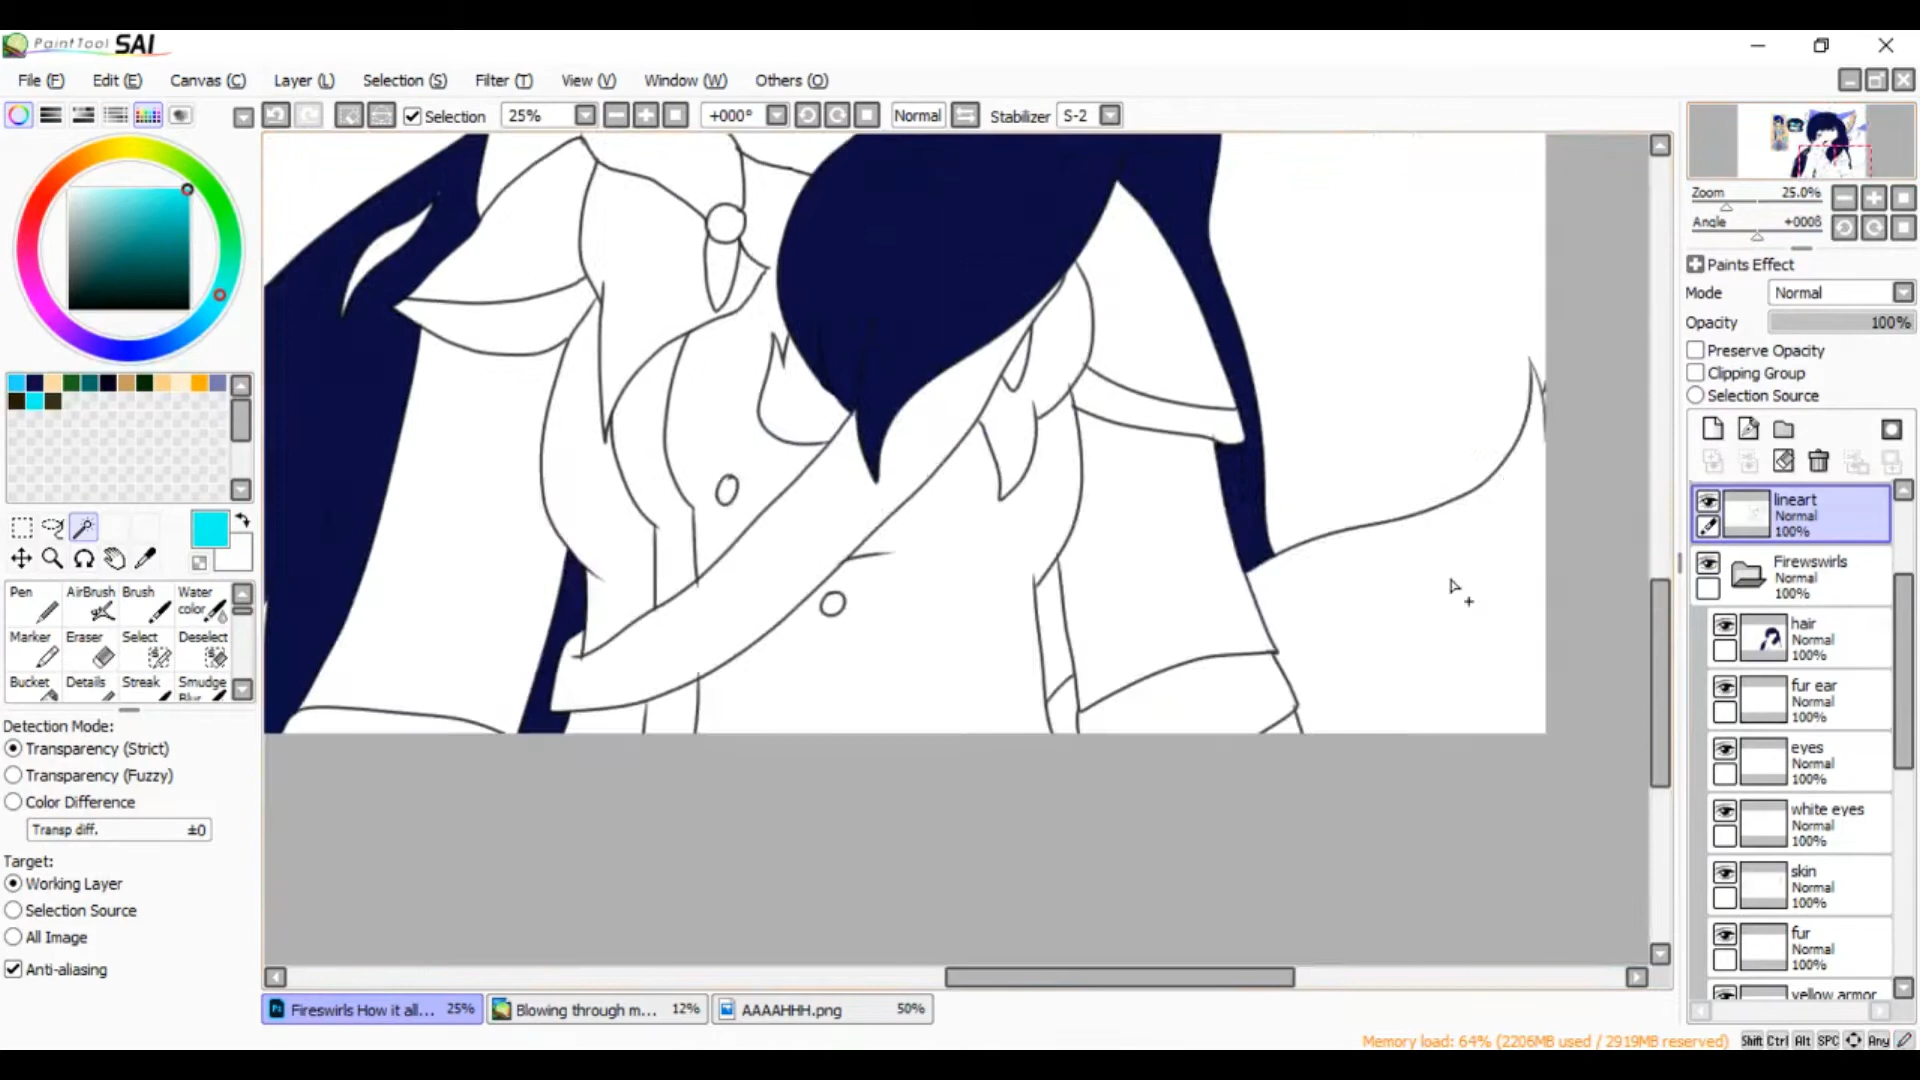 PaintTool SAI
File (F) Edit (E) Canvas (C) Layer (L) Selection (S) Filter (T) View (V) Window (W) Others (O)
Selection 25% +000° Normal Stabilizer S-2
Zoom 25.0%
Angle +000ß
Paints Effect
Mode Normal
Opacity 100%
Preserve Opacity
Clipping Group
Selection Source
lineart
Normal
100%
Firewswirls
Normal
100%
hair
Normal
100%
fur ear
Normal
100%
eyes
Normal
100%
white eyes
Normal
100%
skin
Normal
100%
fur
Normal
100%
yellow armor
Pen AirBrush Brush Water color
Marker Eraser Select Deselect
Bucket Details Streak Smudge
Blur
Detection Mode:
Transparency (Strict)
Transparency (Fuzzy)
Color Difference
Transp diff. ±0
Target:
Working Layer
Selection Source
All Image
Anti-aliasing
Fireswirls How it all... 25% Blowing through m... 12% AAAAHHH.png 50%
Memory load: 64% (2206MB used / 2919MB reserved) Shift Ctrl Alt SPC Any